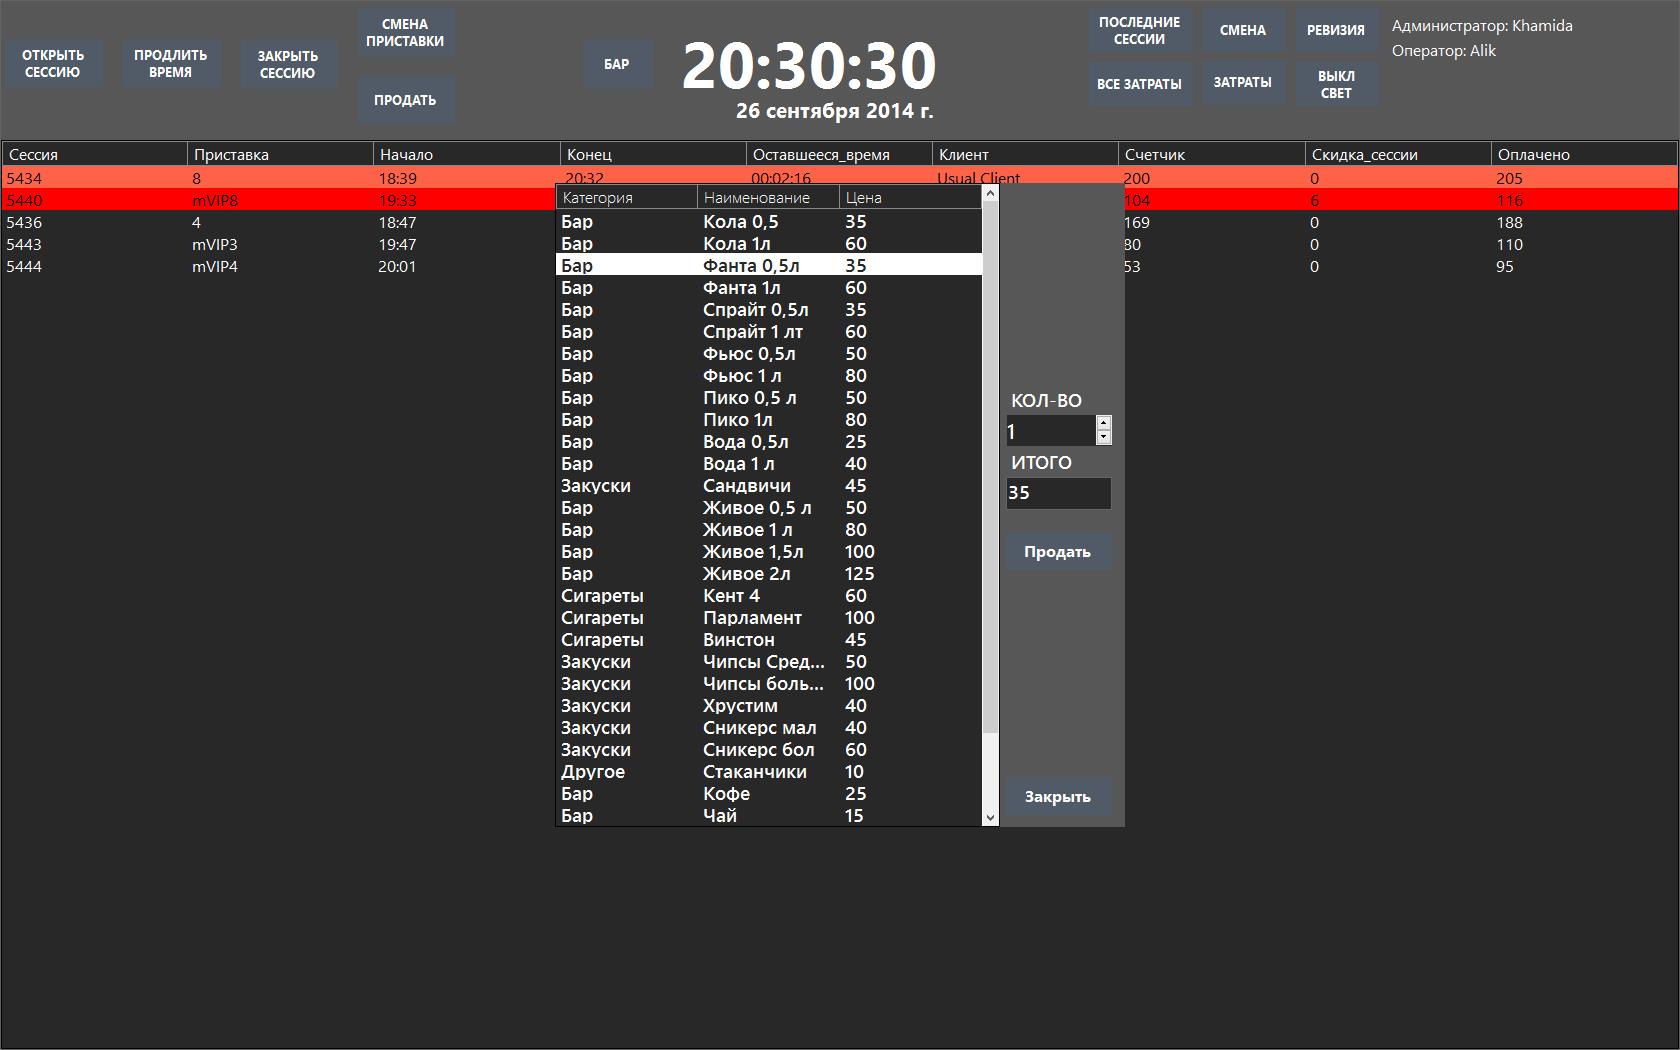 ОТКРЫТЬ СЕССИЮ
ПРОДЛИТЬ ВРЕМЯ
ЗАКРЫТЬ СЕССИЮ
СМЕНА ПРИСТАВКИ
ПРОДАТЬ
БАР
20:30:30
26 сентября 2014 г.
ПОСЛЕДНИЕ СЕССИИ
СМЕНА
РЕВИЗИЯ
ВСЕ ЗАТРАТЫ
ЗАТРАТЫ
ВЫКЛ СВЕТ
Администратор: Khamida
Оператор: Alik
Сессия Приставка Начало Конец Оставшееся_время Клиент Счетчик Скидка_сессии Оплачено
5434 8 18:39 20:32 00:02:16 Usual Client 200 0 205
5440 mVIP8 19:33 104 6 116
5436 4 18:47 169 0 188
5443 mVIP3 19:47 80 0 110
5444 mVIP4 20:01 53 0 95
Категория Наименование Цена
Бар Кола 0,5 35
Бар Кола 1л 60
Бар Фанта 0,5л 35
Бар Фанта 1л 60
Бар Спрайт 0,5л 35
Бар Спрайт 1 лт 60
Бар Фьюс 0,5л 50
Бар Фьюс 1 л 80
Бар Пико 0,5 л 50
Бар Пико 1л 80
Бар Вода 0,5л 25
Бар Вода 1 л 40
Закуски Сандвичи 45
Бар Живое 0,5 л 50
Бар Живое 1 л 80
Бар Живое 1,5л 100
Бар Живое 2л 125
Сигареты Кент 4 60
Сигареты Парламент 100
Сигареты Винстон 45
Закуски Чипсы Сред... 50
Закуски Чипсы боль... 100
Закуски Хрустим 40
Закуски Сникерс мал 40
Закуски Сникерс бол 60
Другое Стаканчики 10
Бар Кофе 25
Бар Чай 15
КОЛ-ВО
1
ИТОГО
35
Продать
Закрыть